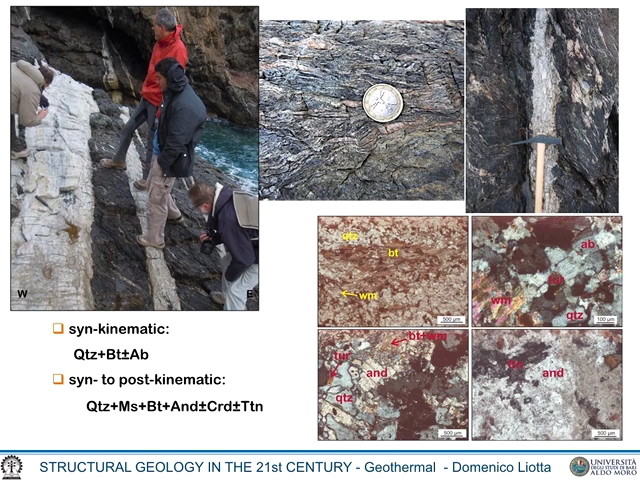 W
E
qtz
bt
wm
500 µm
ab
wm
qtz
100 µm
tur
and
qtz
500 µm
and
500 µm
syn-kinematic:
Qtz+Bt±Ab
syn- to post-kinematic:
Qtz+Ms+Bt+And±Crd±Ttn
STRUCTURAL GEOLOGY IN THE 21st CENTURY - Geothermal - Domenico Liotta
UNIVERSITÀ
DEGLI STUDI DI BARI
ALDO MORO